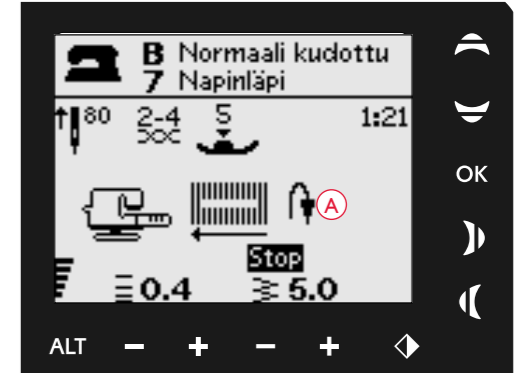 B Normaali kudottu
7 Napinläpi
80 2-4 5 1:21
A
Stop
0.4 5.0
OK
ALT - + - +